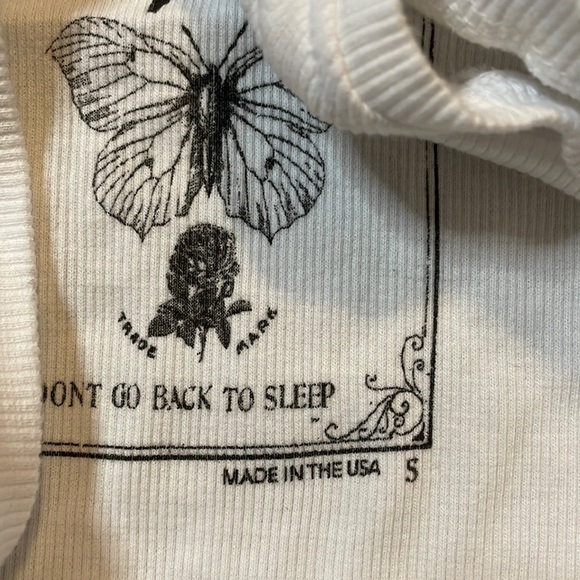 TRADE MARK
DONT GO BACK TO SLEEP
MADE IN THE USA S